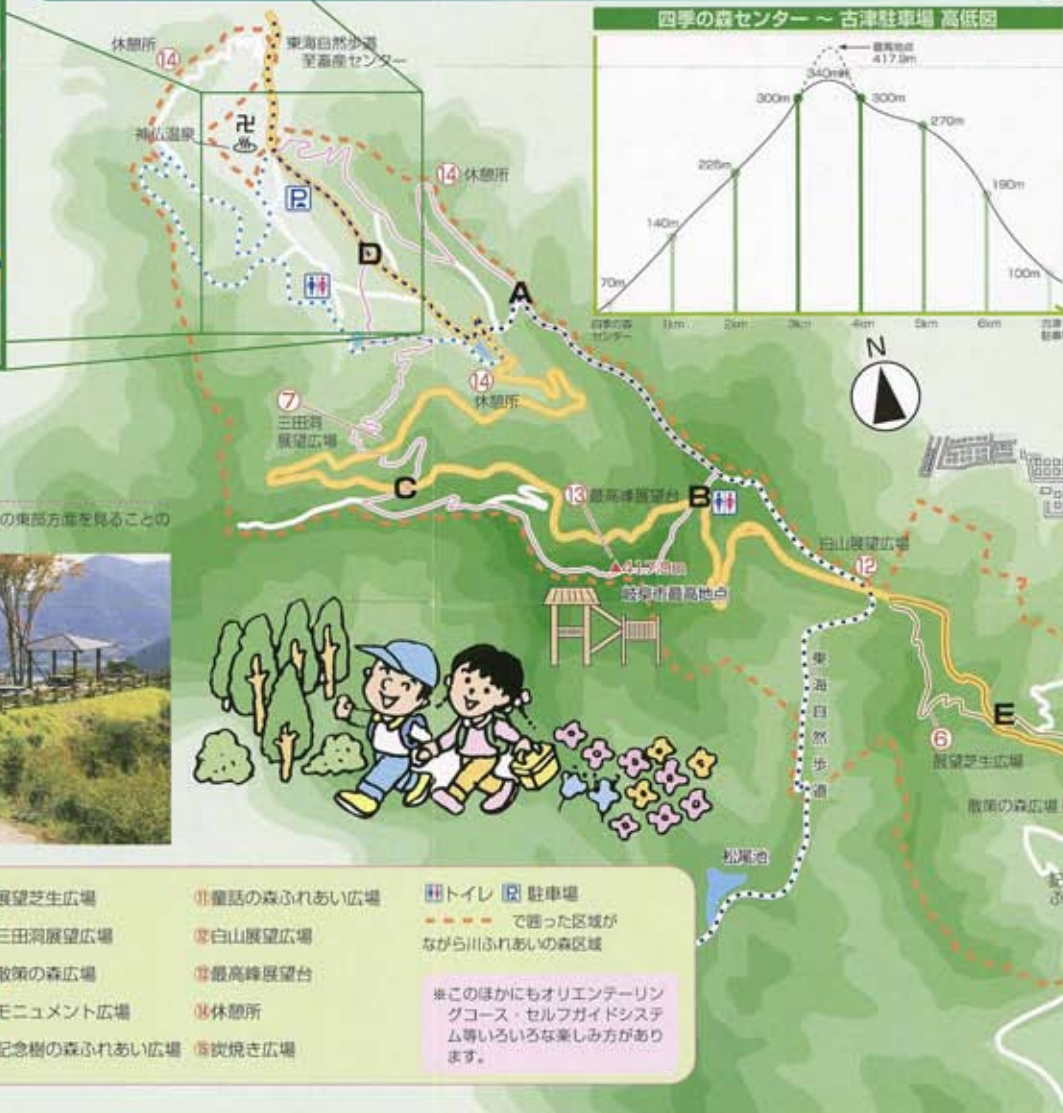 四季の森センター ～ 古津駐車場 高低図
最高地点
417.9m
340m
300m
300m
270m
225m
190m
140m
100m
70m
四季の森
センター
1km
2km
3km
4km
5km
6km
休憩所
⑭
東海自然歩道
至畜産センター
神仏温泉
卍
P
⑭休憩所
D
A
N
⑭
休憩所
⑦
三田洞
展望広場
C
⑬最高峰展望台
B
白山展望広場
⑫
417.9m
岐阜市最高地点
の東部方面を見ることの
東海自然歩道
E
⑥
展望芝生広場
散策の森広場
松尾池
展望芝生広場
三田洞展望広場
散策の森広場
モニュメント広場
記念樹の森ふれあい広場
⑪童話の森ふれあい広場
⑫白山展望広場
⑬最高峰展望台
⑭休憩所
⑮炭焼き広場
トイレ P 駐車場
で囲った区域が
ながら川ふれあいの森区域
※このほかにもオリエンテーリン
グコース・セルフガイドシステ
ム等いろいろな楽しみ方があり
ます。